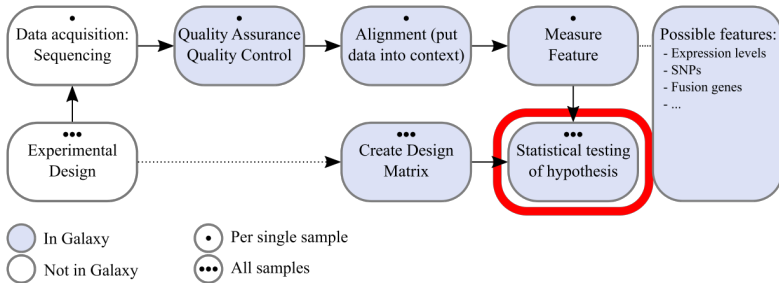 Data acquisition:
Sequencing
Quality Assurance
Quality Control
Alignment (put
data into context)
Measure
Feature
Possible features:
- Expression levels
- SNPs
- Fusion genes
- ...
Experimental
Design
Create Design
Matrix
Statistical testing
of hypothesis
In Galaxy
Not in Galaxy
Per single sample
All samples